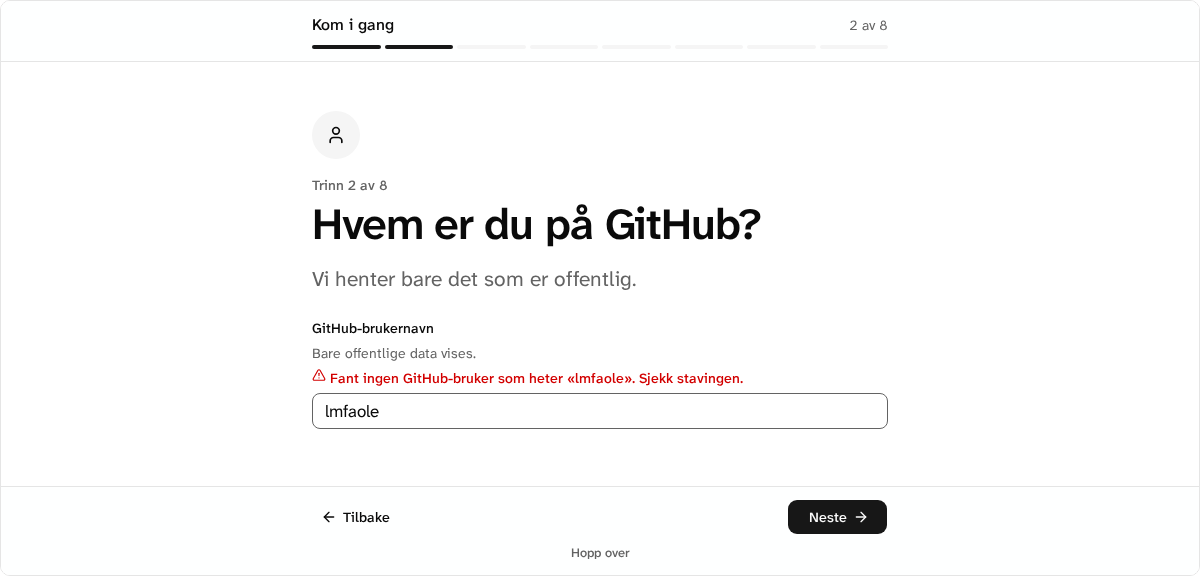 Kom i gang
2 av 8
Trinn 2 av 8
Hvem er du på GitHub?
Vi henter bare det som er offentlig.
GitHub-brukernavn
Bare offentlige data vises.
Fant ingen GitHub-bruker som heter «lmfaole». Sjekk stavingen.
lmfaole
Tilbake
Neste
Hopp over